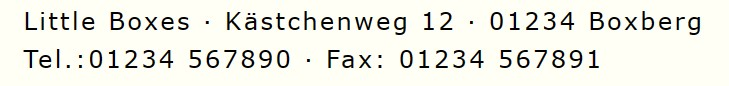 Little Boxes · Kästchenweg 12 · 01234 Boxberg
Tel.:01234 567890 · Fax: 01234 567891